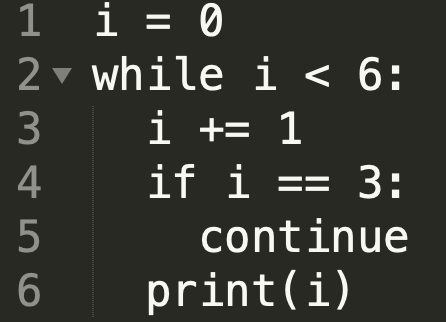 1 i = 0
2 while i < 6:
3   i += 1
4   if i == 3:
5     continue
6   print(i)